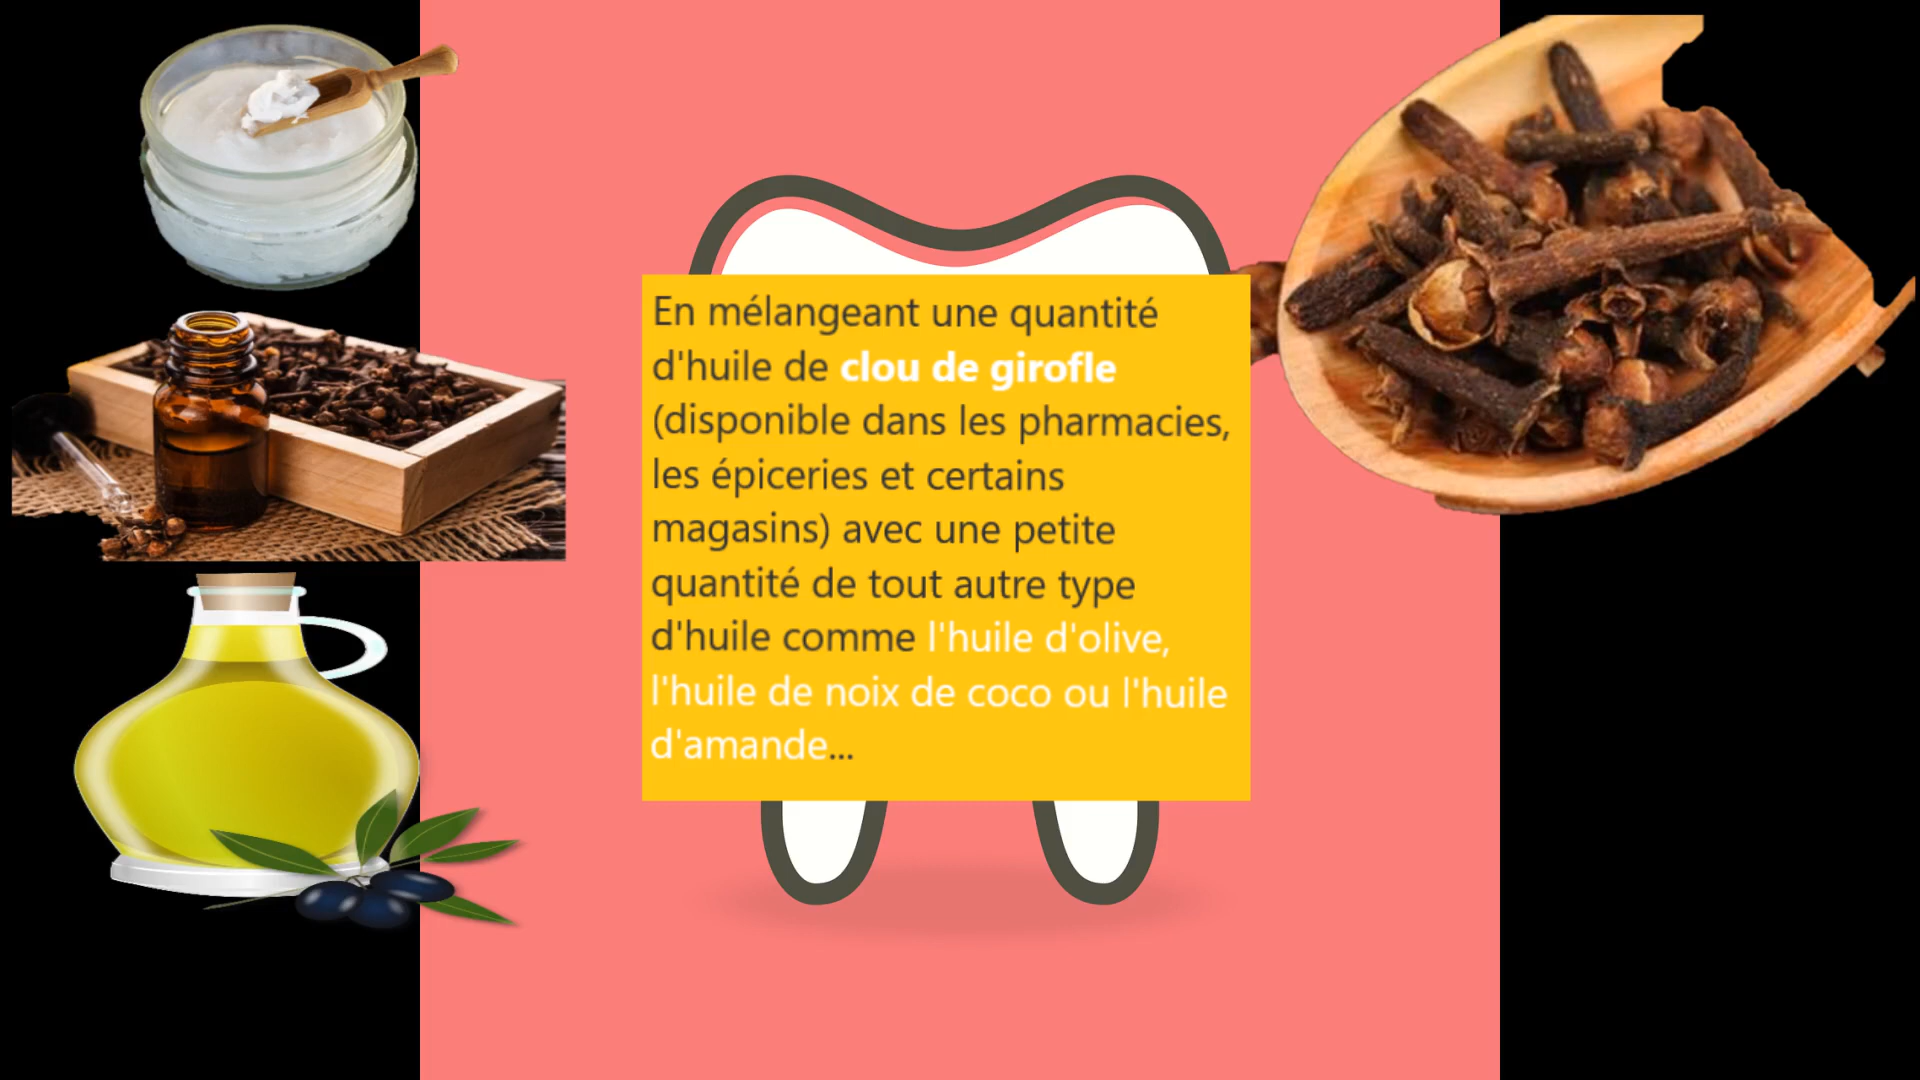 En mélangeant une quantité
d'huile de clou de girofle
(disponible dans les pharmacies,
les épiceries et certains
magasins) avec une petite
quantité de tout autre type
d'huile comme l'huile d'olive,
l'huile de noix de coco ou l'huile
d'amande...